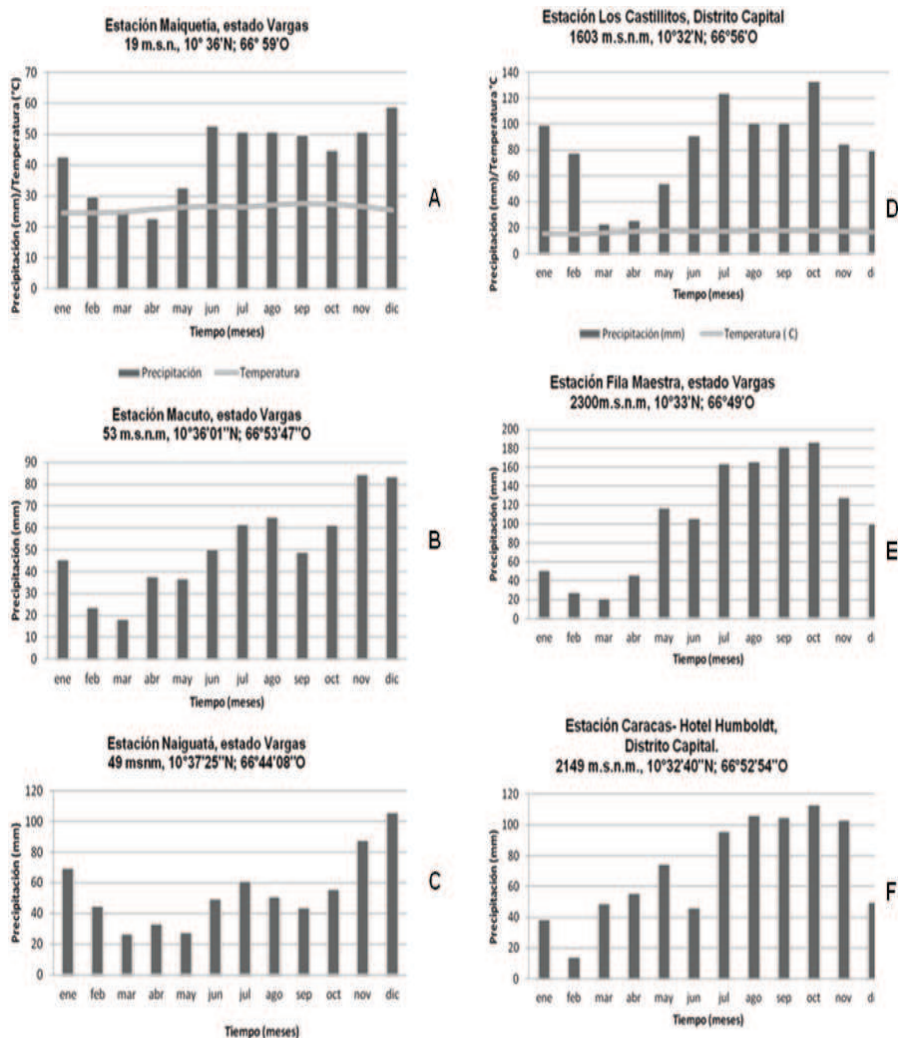 Estación Maiquetia, estado Vargas
19 m.s.n., 10° 36'N; 66° 59'O
Precipitación (mm)/Temperatura (°C)
70
60
50
40
30
20
10
0
ene feb mar abr may jun jul ago sep oct nov dic
Tiempo (meses)
Precipitación Temperatura
A
Estación Macuto, estado Vargas
53 m.s.n.m, 10°36'01"N; 66°53'47"O
Precipitación (mm)
90
80
70
60
50
40
30
20
10
0
ene feb mar abr may jun jul ago sep oct nov dic
Tiempo (meses)
B
Estación Naiguatá, estado Vargas
49 msnm, 10°37'25"N; 66°44'08"O
Precipitación (mm)
120
100
80
60
40
20
0
ene feb mar abr may jun jul ago sep oct nov dic
Tiempo (meses)
C
Estación Los Castillitos, Distrito Capital
1603 m.s.n.m, 10°32'N; 66°56'O
Precipitación (mm)/Temperatura °C
140
120
100
80
60
40
20
0
ene feb mar abr may jun jul ago sep oct nov di
Tiempo (meses)
Precipitación (mm) Temperatura ( C)
D
Estación Fila Maestra, estado Vargas
2300m.s.n.m, 10°33'N; 66°49'O
Precipitación (mm)
200
180
160
140
120
100
80
60
40
20
0
ene feb mar abr may jun jul ago sep oct nov di
Tiempo (meses)
E
Estación Caracas- Hotel Humboldt,
Distrito Capital.
2149 m.s.n.m., 10°32'40"N; 66°52'54"O
Precipitación (mm)
120
100
80
60
40
20
0
ene feb mar abr may jun jul ago sep oct nov di
Tiempo (meses)
F